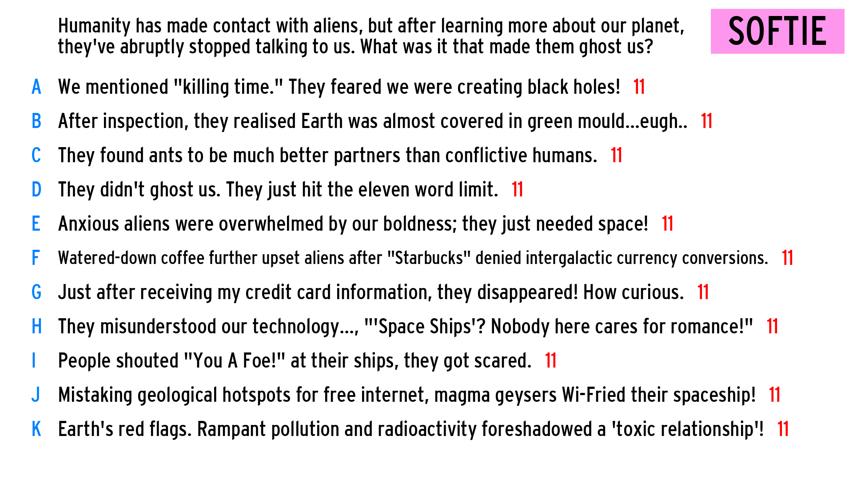 Humanity has made contact with aliens, but after learning more about our planet,
they've abruptly stopped talking to us. What was it that made them ghost us?
SOFTIE
A We mentioned "killing time." They feared we were creating black holes! 11
B After inspection, they realised Earth was almost covered in green mould...eugh.. 11
C They found ants to be much better partners than conflictive humans. 11
D They didn't ghost us. They just hit the eleven word limit. 11
E Anxious aliens were overwhelmed by our boldness; they just needed space! 11
F Watered-down coffee further upset aliens after "Starbucks" denied intergalactic currency conversions. 11
G Just after receiving my credit card information, they disappeared! How curious. 11
H They misunderstood our technology..., "'Space Ships'? Nobody here cares for romance!" 11
I People shouted "You A Foe!" at their ships, they got scared. 11
J Mistaking geological hotspots for free internet, magma geysers Wi-Fried their spaceship! 11
K Earth's red flags. Rampant pollution and radioactivity foreshadowed a 'toxic relationship'! 11